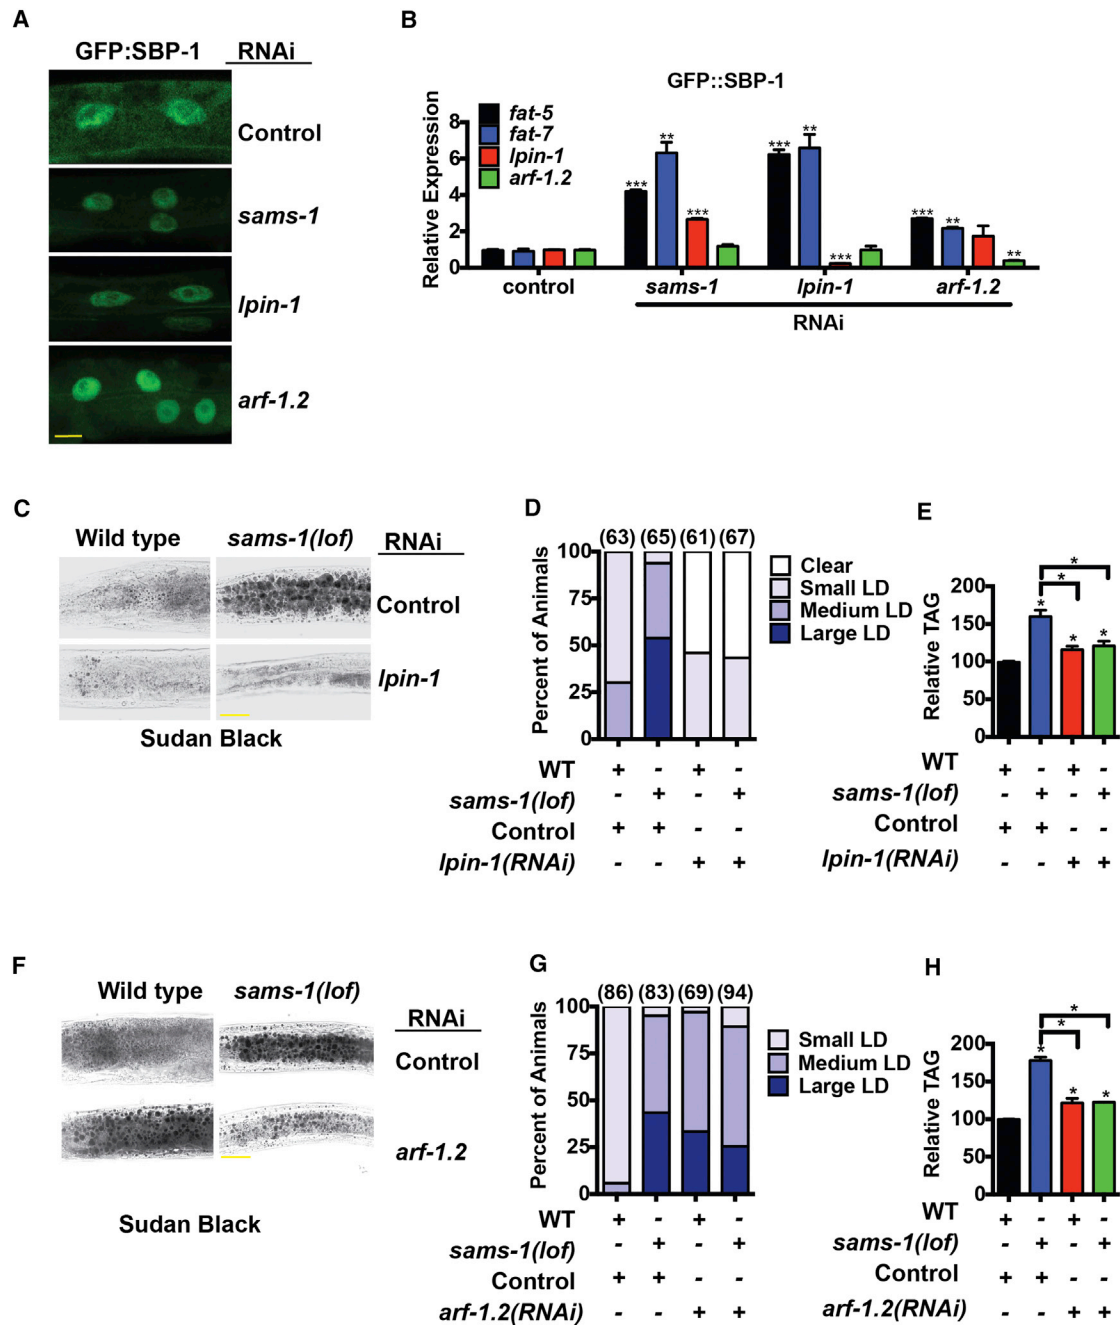 A
GFP:SBP-1 RNAi
Control
sams-1
lpin-1
arf-1.2
B
GFP::SBP-1
fat-5
fat-7
lpin-1
arf-1.2
Relative Expression
8
6
4
2
0
*** ** *** *** ** *** *** ** **
control sams-1 lpin-1 arf-1.2
RNAi
C
Wild type sams-1(lof) RNAi
Control
lpin-1
Sudan Black
D
(63) (65) (61) (67)
Percent of Animals
100
75
50
25
0
Clear
Small LD
Medium LD
Large LD
WT + - + -
sams-1(lof) - + - +
Control + + - -
lpin-1(RNAi) - - + +
E
Relative TAG
200
150
100
50
0
* * * * *
WT + - + -
sams-1(lof) - + - +
Control + + - -
lpin-1(RNAi) - - + +
F
Wild type sams-1(lof)
RNAi
Control
arf-1.2
Sudan Black
G
(86) (83) (69) (94)
Percent of Animals
100
75
50
25
0
Small LD
Medium LD
Large LD
WT + - + -
sams-1(lof) - + - +
Control + + - -
arf-1.2(RNAi) - - + +
H
Relative TAG
200
150
100
50
0
* * * * *
WT + - + -
sams-1(lof) - + - +
Control + + - -
arf-1.2(RNAi) - - + +